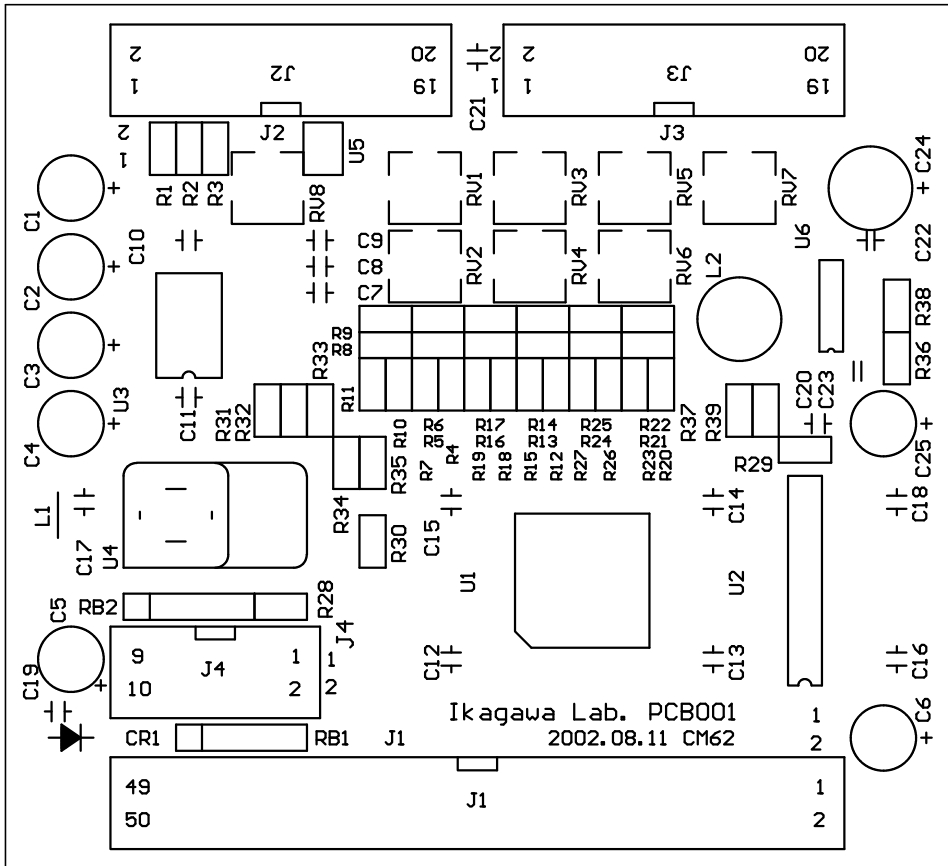 2 J2 20
1 19
2 J3 20
1 19
2
1
C21
J2
J3
2
1
R1
R2
R3
RV8
U5
RV1
RV3
RV5
RV7
C24
C1
C10
C9
C8
C7
RV2
RV4
RV6
L2
U6
C22
C2
C3
C4
U3
C11
R33
R31
R32
R9
R8
R11
R38
R36
R37
R39
C20
C23
C25
R10
R6
R5
R7
R4
R17
R16
R19
R18
R14
R13
R15
R12
R25
R24
R27
R26
R22
R21
R23
R20
R29
R35
R34
R30
L1
C17
U4
C15
C14
C18
U1
U2
RB2
R28
C5
C19
J4
9 1
10 2
J4
1
2
C12
C13
C16
C6
Ikagawa Lab. PCB001
2002.08.11 CM62
1
2
CR1
RB1
J1
49 1
J1
50 2